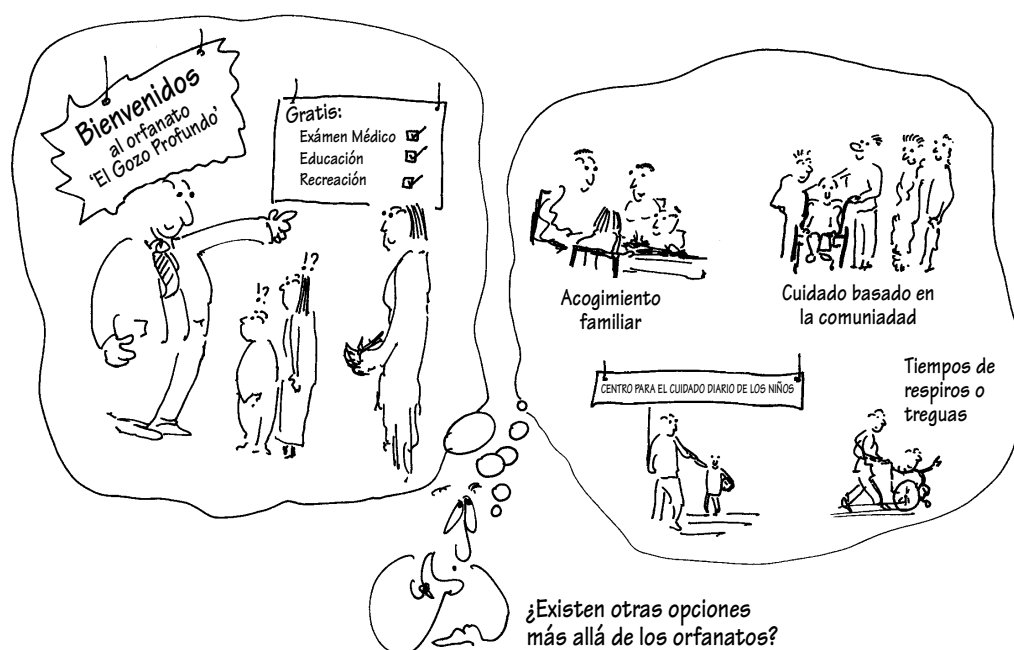 Bienvenidos
al orfanato
'El Gozo Profundo'
Gratis:
Exámen Médico
Educación
Recreación
!?
!?
Acogimiento
familiar
Cuidado basado en
la comuniadad
CENTRO PARA EL CUIDADO DIARIO DE LOS NIÑOS
Tiempos de
respiros o
treguas
¿Existen otras opciones
más allá de los orfanatos?